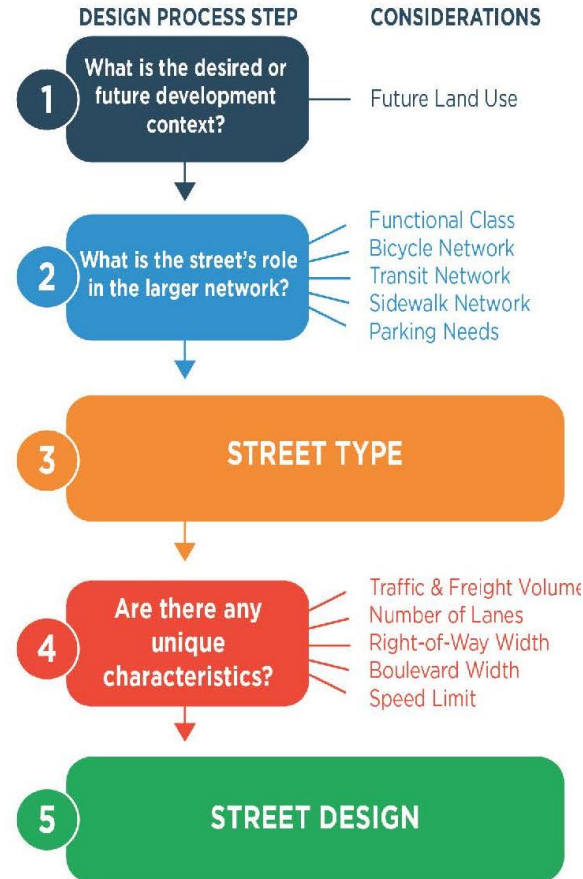 DESIGN PROCESS STEP
CONSIDERATIONS
1
What is the desired or
future development
context?
Future Land Use
2
What is the street's role
in the larger network?
Functional Class
Bicycle Network
Transit Network
Sidewalk Network
Parking Needs
3
STREET TYPE
4
Are there any
unique
characteristics?
Traffic & Freight Volume
Number of Lanes
Right-of-Way Width
Boulevard Width
Speed Limit
5
STREET DESIGN